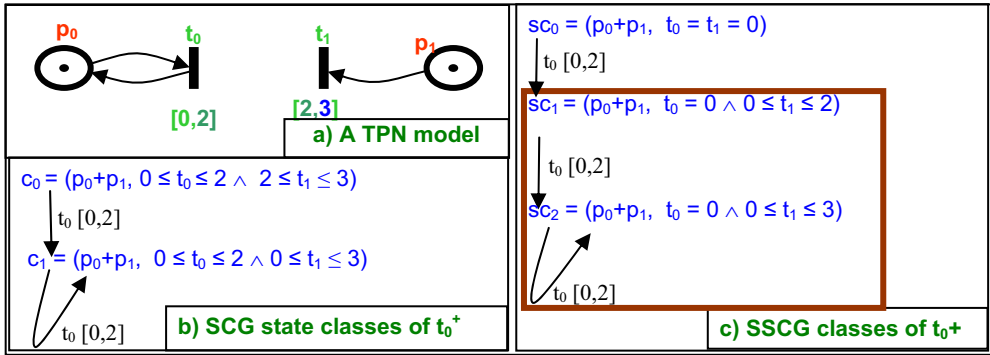 p₀ t₀ t₁ p₁
[0,2] [2,3]
a) A TPN model
c₀ = (p₀+p₁, 0 ≤ t₀ ≤ 2 ∧ 2 ≤ t₁ ≤ 3)
t₀ [0,2]
c₁ = (p₀+p₁, 0 ≤ t₀ ≤ 2 ∧ 0 ≤ t₁ ≤ 3)
t₀ [0,2]
b) SCG state classes of t₀⁺
sc₀ = (p₀+p₁, t₀ = t₁ = 0)
t₀ [0,2]
sc₁ = (p₀+p₁, t₀ = 0 ∧ 0 ≤ t₁ ≤ 2)
t₀ [0,2]
sc₂ = (p₀+p₁, t₀ = 0 ∧ 0 ≤ t₁ ≤ 3)
t₀ [0,2]
c) SSCG classes of t₀+